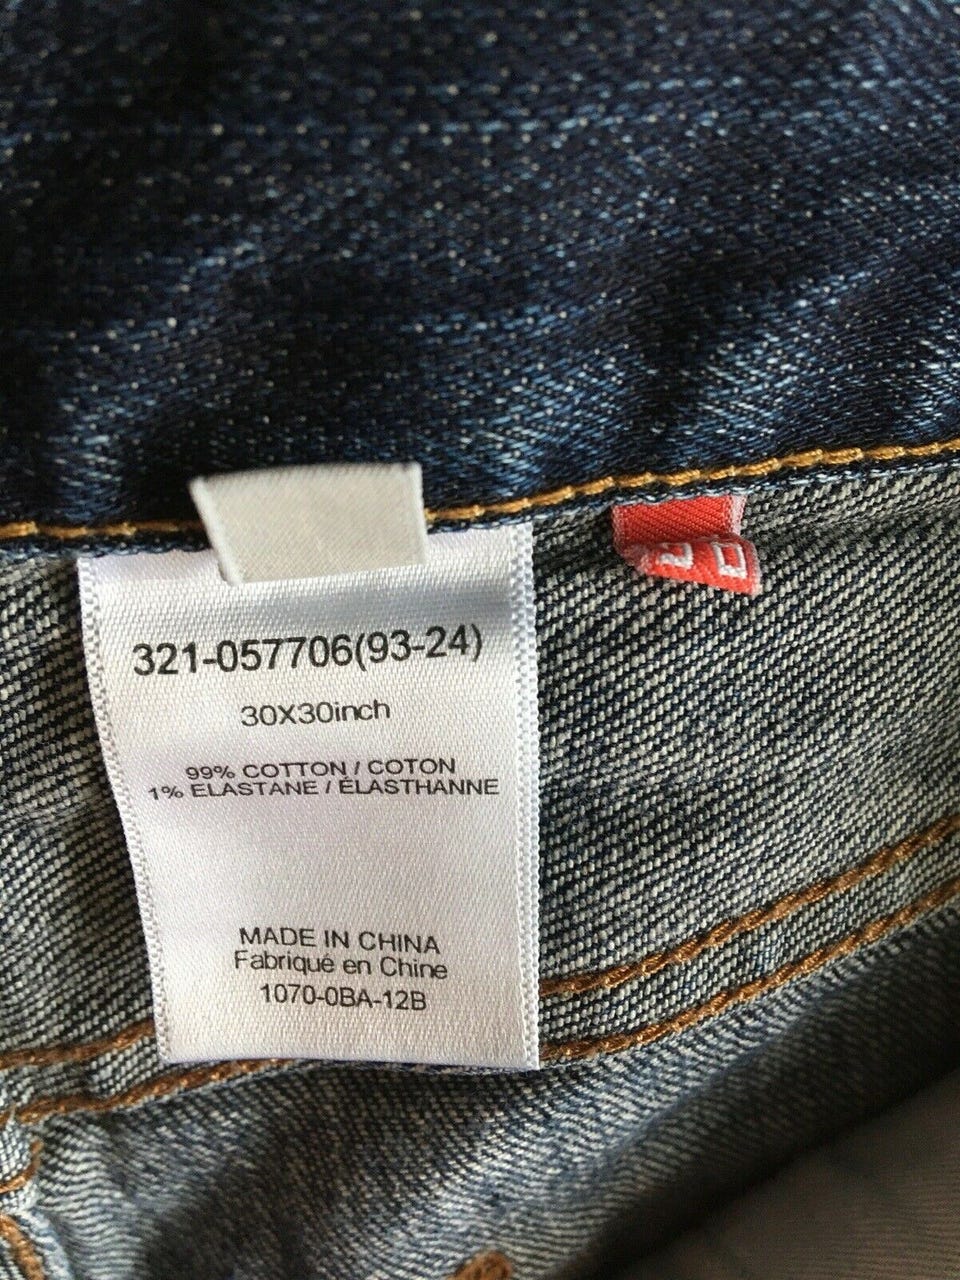 321-057706(93-24)
30X30inch
99% COTTON / COTON
1% ELASTANE / ÉLASTHANNE
MADE IN CHINA
Fabriqué en Chine
1070-0BA-12B